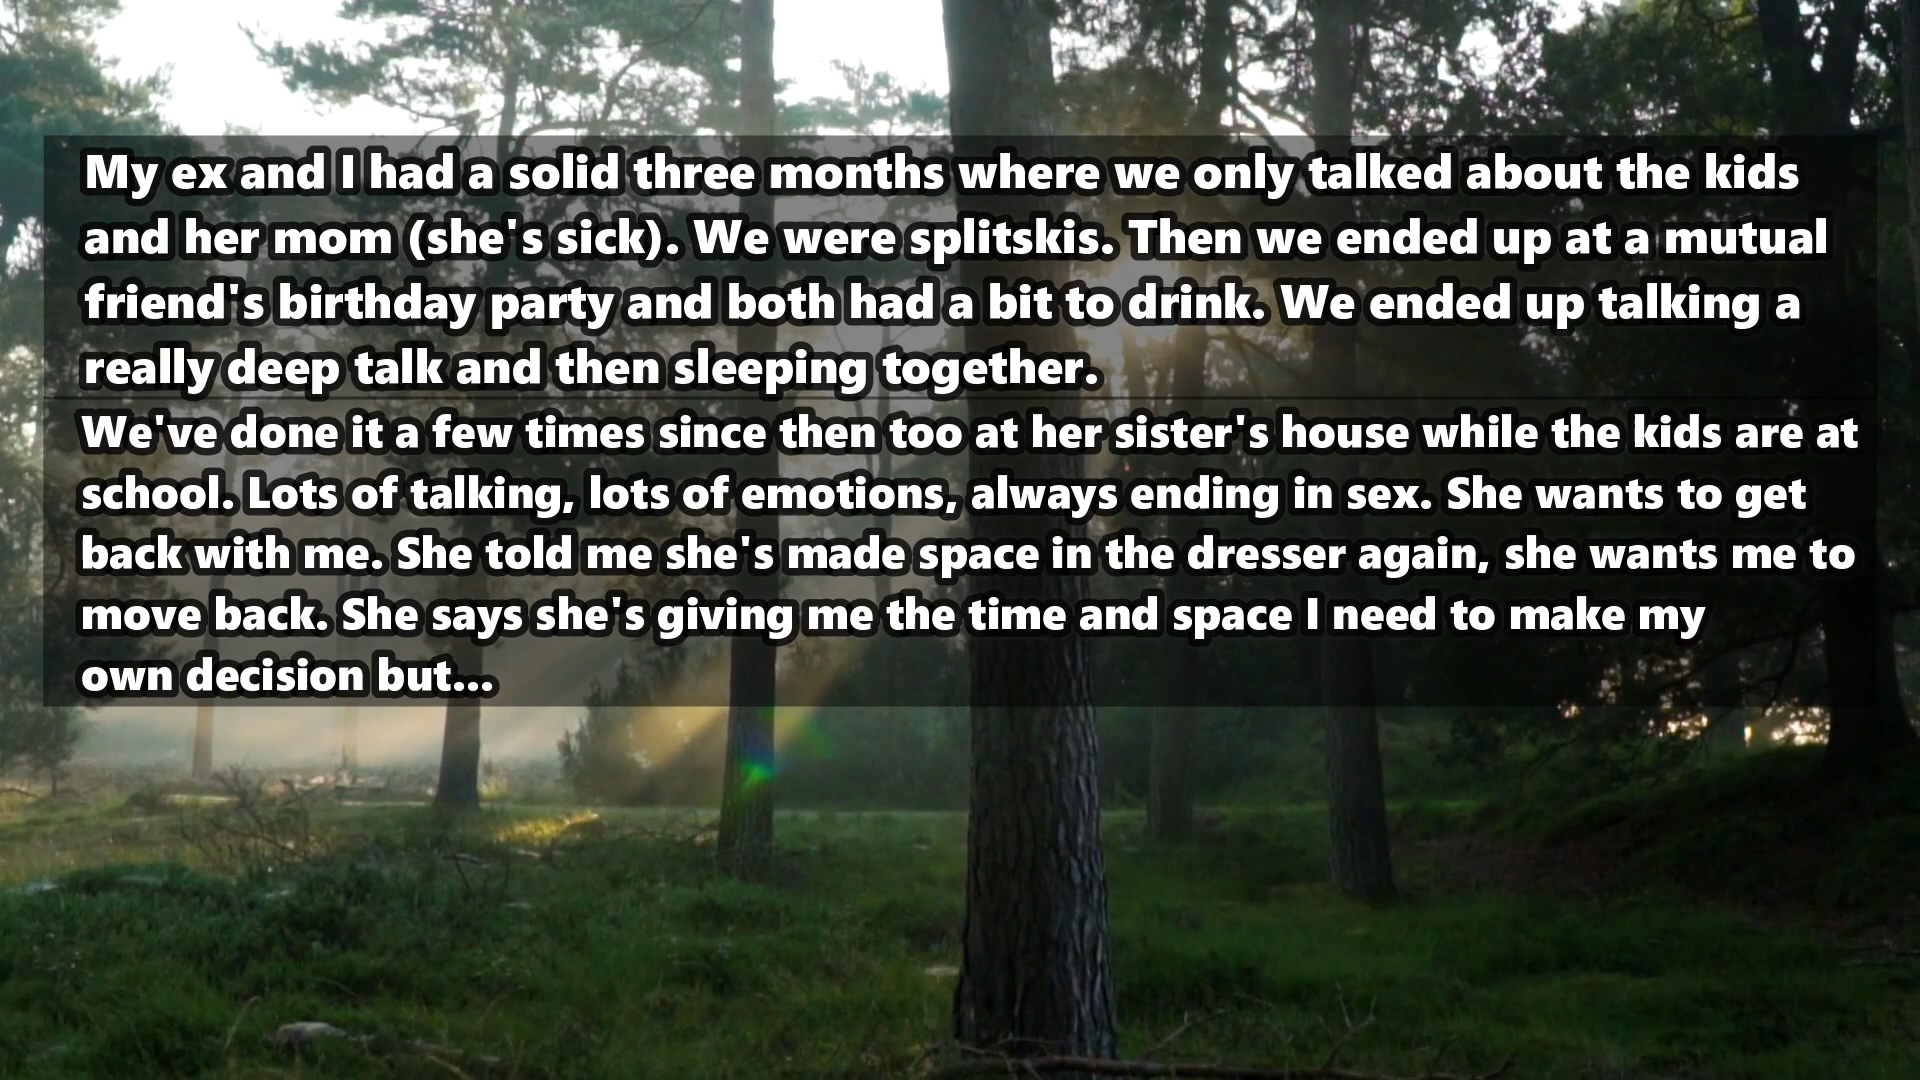 My ex and I had a solid three months where we only talked about the kids
and her mom (she's sick). We were splitskis. Then we ended up at a mutual
friend's birthday party and both had a bit to drink. We ended up talking a
really deep talk and then sleeping together.
We've done it a few times since then too at her sister's house while the kids are at
school. Lots of talking, lots of emotions, always ending in sex. She wants to get
back with me. She told me she's made space in the dresser again, she wants me to
move back. She says she's giving me the time and space I need to make my
own decision but...